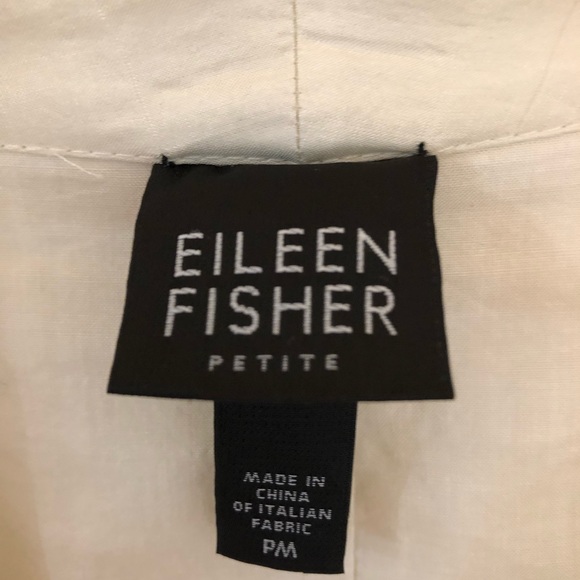 EILEEN
FISHER
PETITE
MADE IN
CHINA
OF ITALIAN
FABRIC
PM